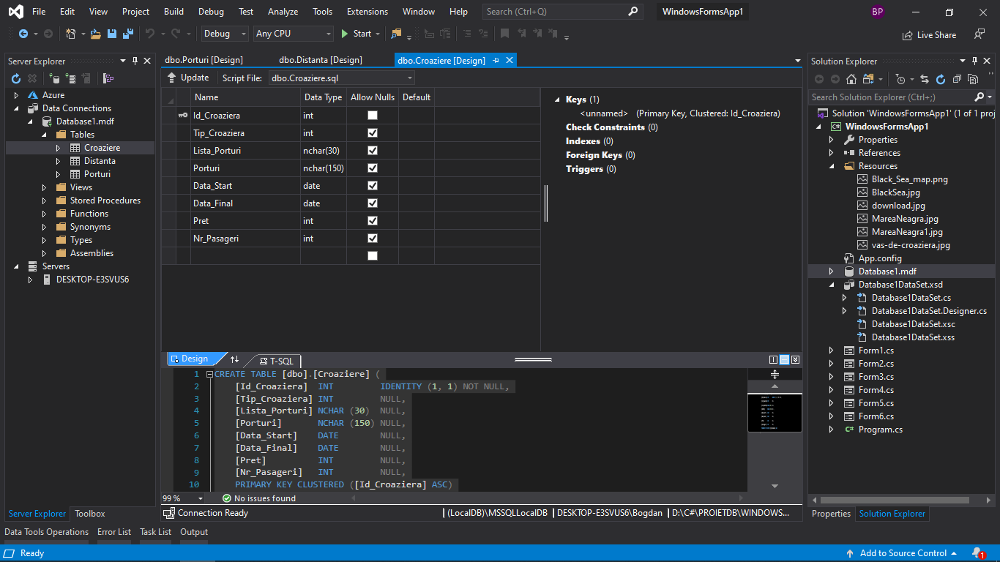 File Edit View Project Build Debug Test Analyze Tools Extensions Window Help Search (Ctrl+Q) WindowsFormsApp1 BP
Debug Any CPU Start Live Share
Server Explorer
Azure
Data Connections
Database1.mdf
Tables
Croaziere
Distanta
Porturi
Views
Stored Procedures
Functions
Synonyms
Types
Assemblies
Servers
DESKTOP-E3SVUS6
Server Explorer Toolbox
dbo.Porturi [Design] dbo.Distanta [Design] dbo.Croaziere [Design]
Update Script File: dbo.Croaziere.sql
Name Data Type Allow Nulls Default
Id_Croaziera int
Tip_Croaziera int
Lista_Porturi nchar(30)
Porturi nchar(150)
Data_Start date
Data_Final date
Pret int
Nr_Pasageri int
Keys (1)
<unnamed> (Primary Key, Clustered: Id_Croaziera)
Check Constraints (0)
Indexes (0)
Foreign Keys (0)
Triggers (0)
Design T-SQL
1 CREATE TABLE [dbo].[Croaziere] (
2 [Id_Croaziera] INT IDENTITY (1, 1) NOT NULL,
3 [Tip_Croaziera] INT NULL,
4 [Lista_Porturi] NCHAR (30) NULL,
5 [Porturi] NCHAR (150) NULL,
6 [Data_Start] DATE NULL,
7 [Data_Final] DATE NULL,
8 [Pret] INT NULL,
9 [Nr_Pasageri] INT NULL,
10 PRIMARY KEY CLUSTERED ([Id_Croaziera] ASC)
99 % No issues found
Connection Ready (LocalDB)\MSSQLLocalDB DESKTOP-E3SVUS6\Bogdan D:\C#\PROIETDB\WINDOWS...
Solution Explorer
Search Solution Explorer (Ctrl+;)
Solution 'WindowsFormsApp1' (1 of 1 proj
WindowsFormsApp1
Properties
References
Resources
Black_Sea_map.png
BlackSea.jpg
download.jpg
MareaNeagra.jpg
MareaNeagra1.jpg
vas-de-croaziera.jpg
App.config
Database1.mdf
Database1DataSet.xsd
Database1DataSet.cs
Database1DataSet.Designer.cs
Database1DataSet.xsc
Database1DataSet.xss
Form1.cs
Form2.cs
Form3.cs
Form4.cs
Form5.cs
Form6.cs
Program.cs
Properties Solution Explorer
Data Tools Operations Error List Task List Output
Ready Add to Source Control 1